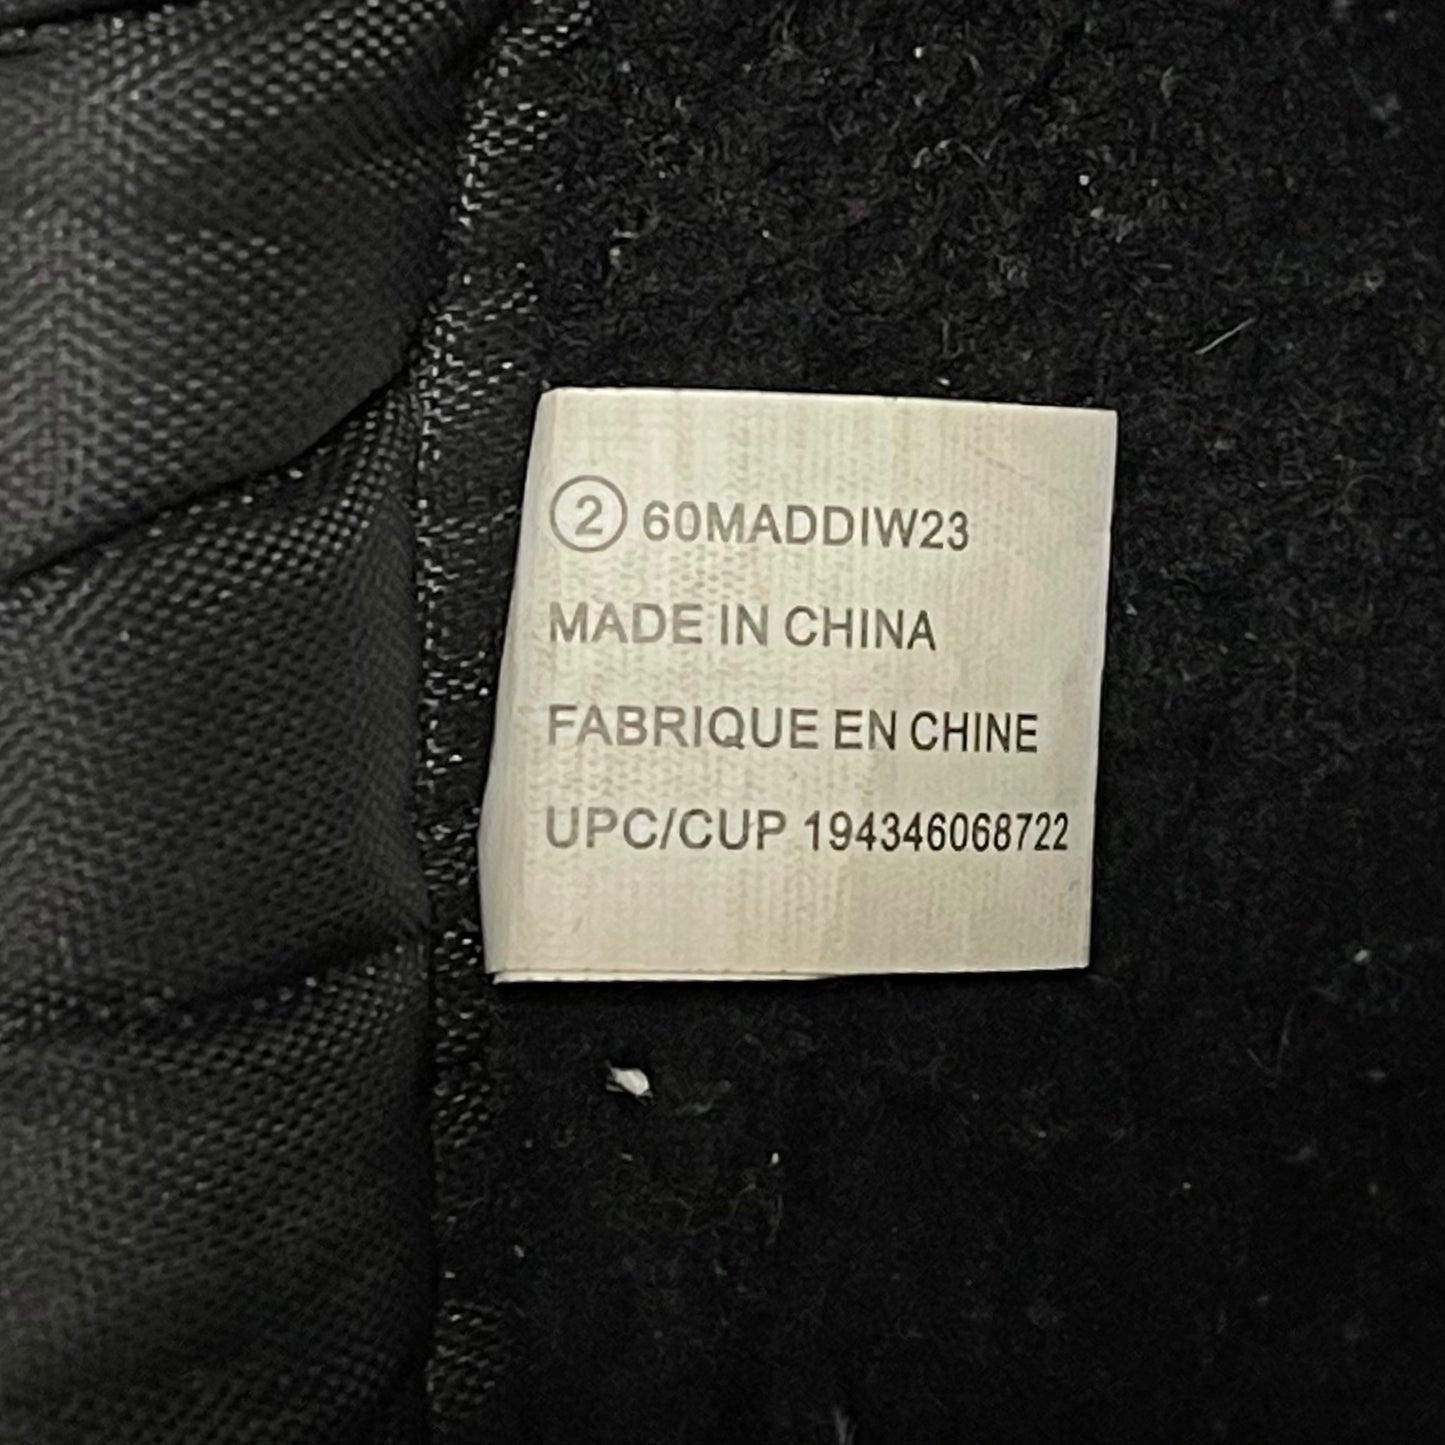 ② 60MADDIW23
MADE IN CHINA
FABRIQUE EN CHINE
UPC/CUP 194346068722